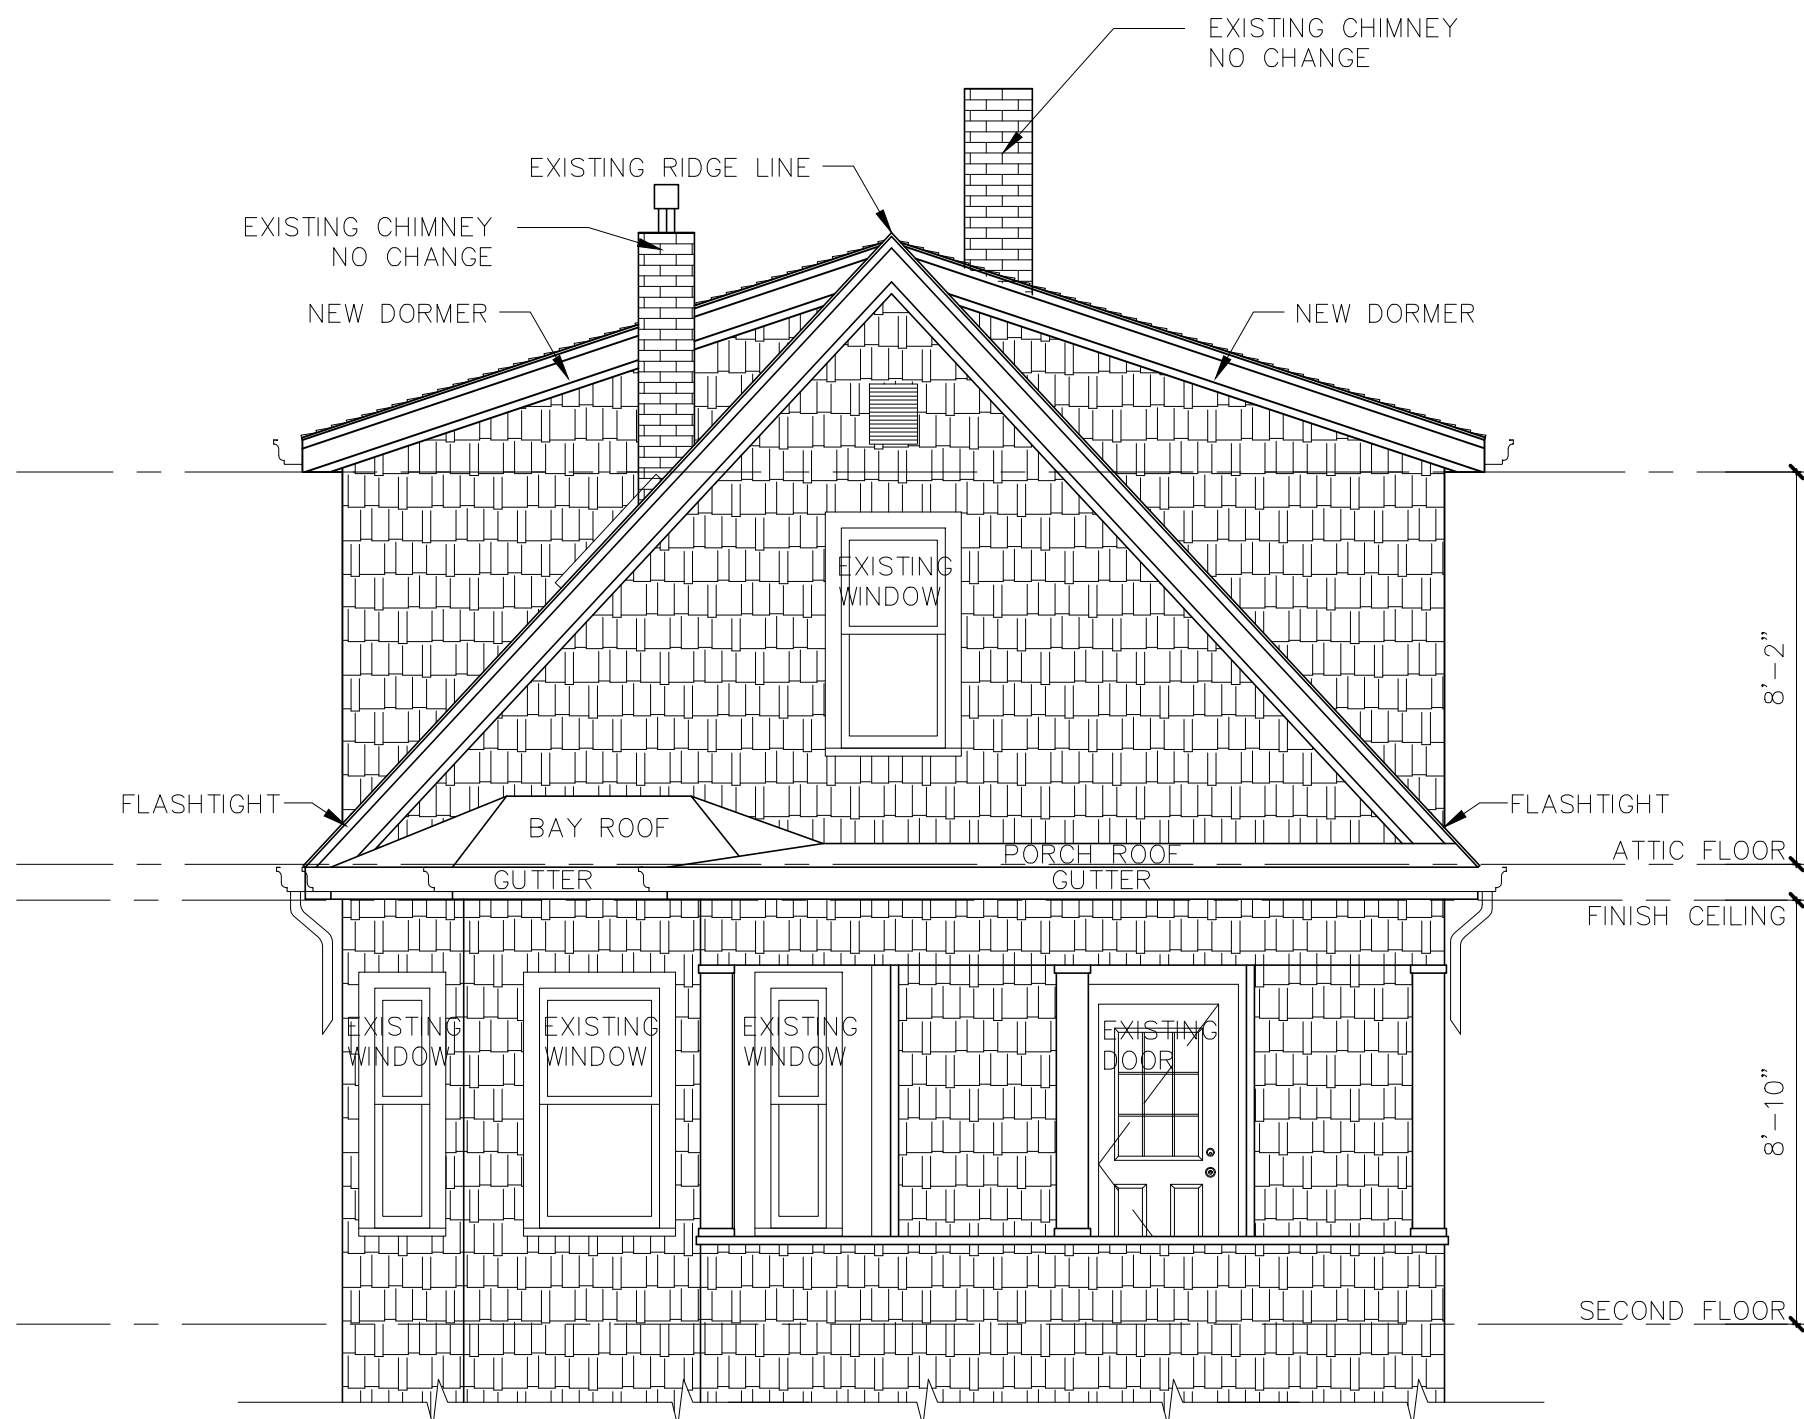 EXISTING CHIMNEY
NO CHANGE
EXISTING RIDGE LINE
EXISTING CHIMNEY
NO CHANGE
NEW DORMER
NEW DORMER
EXISTING
WINDOW
8'-2"
FLASHTIGHT
FLASHTIGHT
BAY ROOF
PORCH ROOF
ATTIC FLOOR
GUTTER
GUTTER
FINISH CEILING
EXISTING
WINDOW
EXISTING
WINDOW
EXISTING
WINDOW
EXISTING
DOOR
8'-10"
SECOND FLOOR